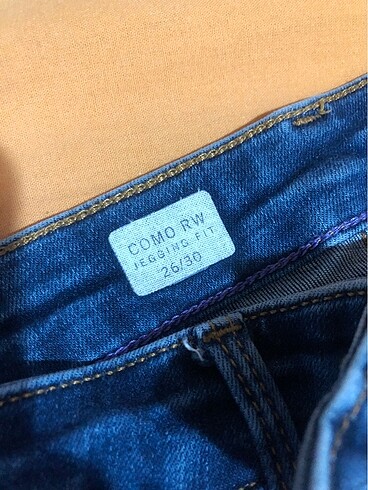 COMO RW
JEGGING FIT
26/30